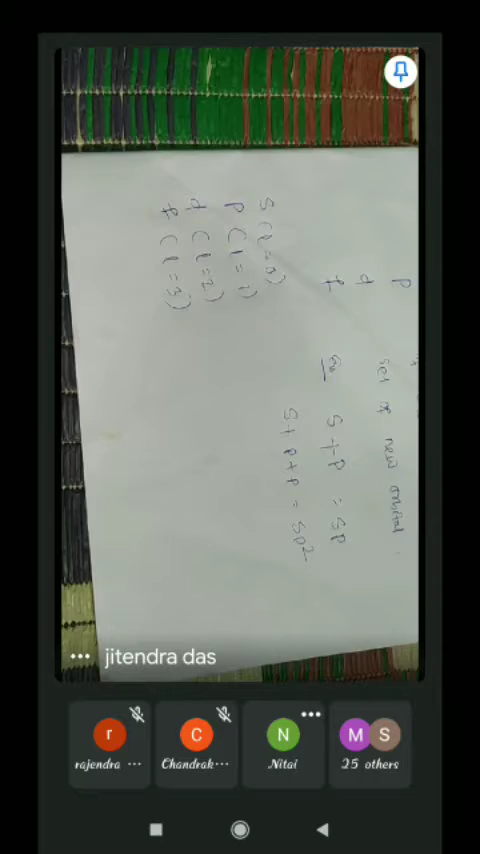 p
d
f
set of new orbital.
S + P = SP
S + P + P = SP²
S (l = 0)
P (l = 1)
d (l = 2)
f (l = 3)
jitendra das
r
C
N
M
S
rajendra ...
Chandrak...
Nitai
25 others